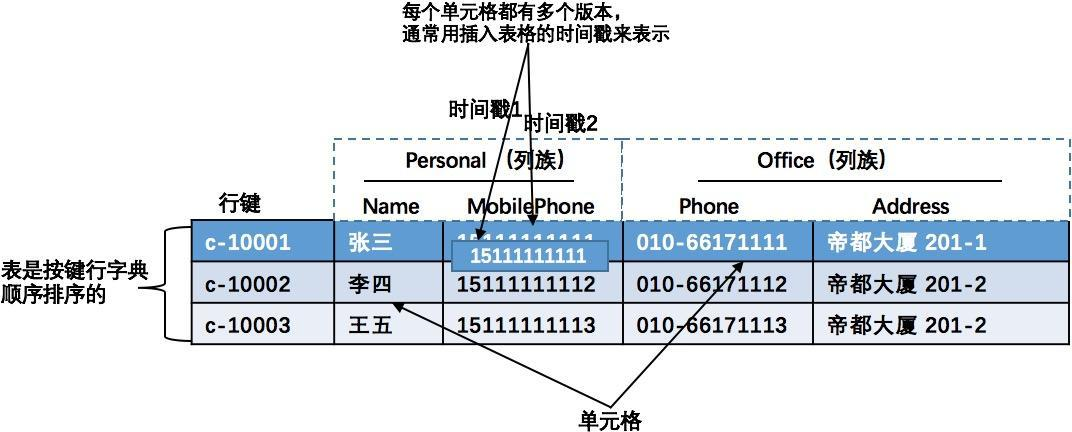 每个单元格都有多个版本，
通常用插入表格的时间戳来表示
时间戳1
时间戳2
Personal （列族） Office（列族）
行键 Name MobilePhone Phone Address
c-10001 张三 15111111111 010-66171111 帝都大厦 201-1
15111111111
表是按键行字典
顺序排序的
c-10002 李四 15111111112 010-66171112 帝都大厦 201-2
c-10003 王五 15111111113 010-66171113 帝都大厦 201-2
单元格